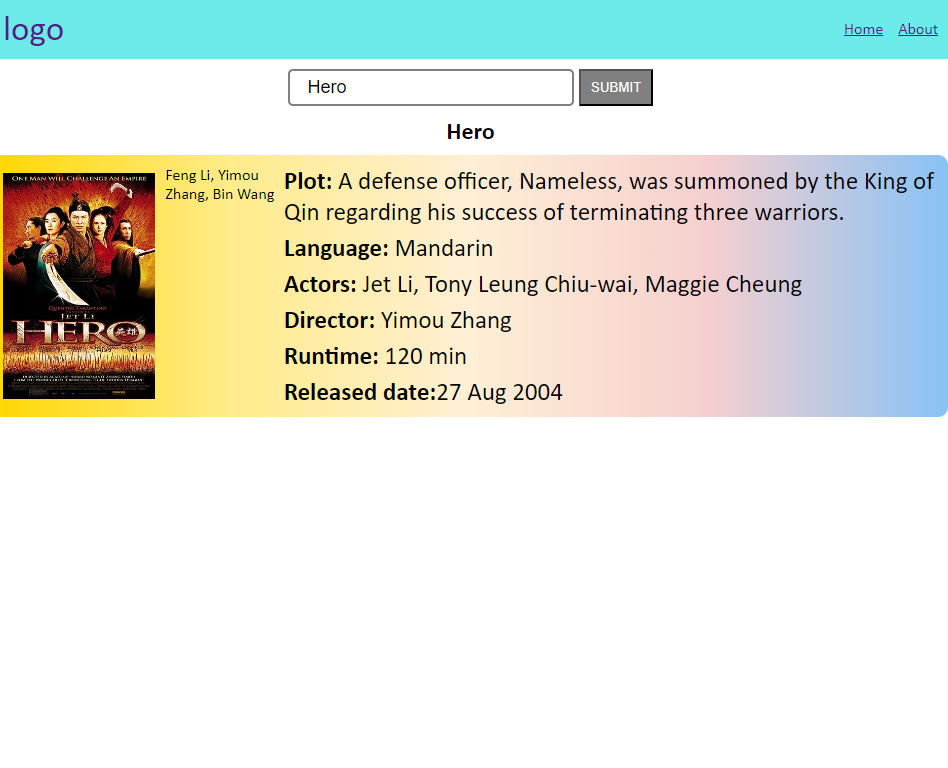 logo
Home About
Hero
SUBMIT
Hero
ONE MAN WILL CHALLENGE AN EMPIRE
QUENTIN TARANTINO
JET LI
HERO 英雄
Feng Li, Yimou
Zhang, Bin Wang
Plot: A defense officer, Nameless, was summoned by the King of
Qin regarding his success of terminating three warriors.
Language: Mandarin
Actors: Jet Li, Tony Leung Chiu-wai, Maggie Cheung
Director: Yimou Zhang
Runtime: 120 min
Released date:27 Aug 2004